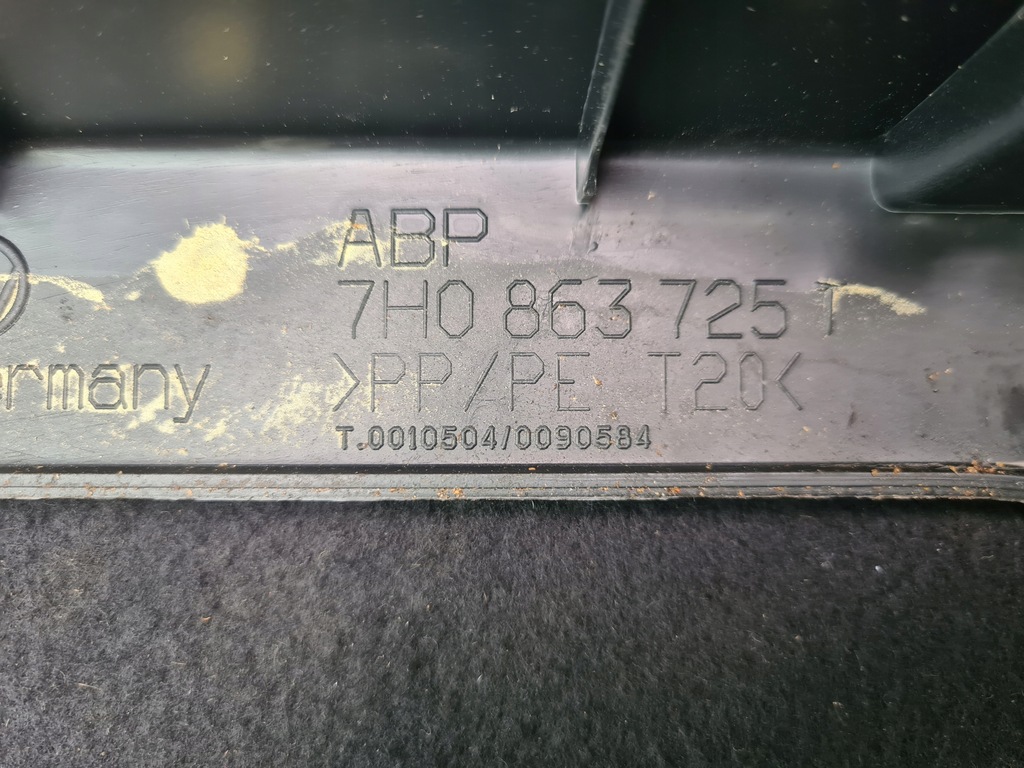 ABP
7H0 863 725 T
ermany
>PP/PE T20<
T.0010504/0090584